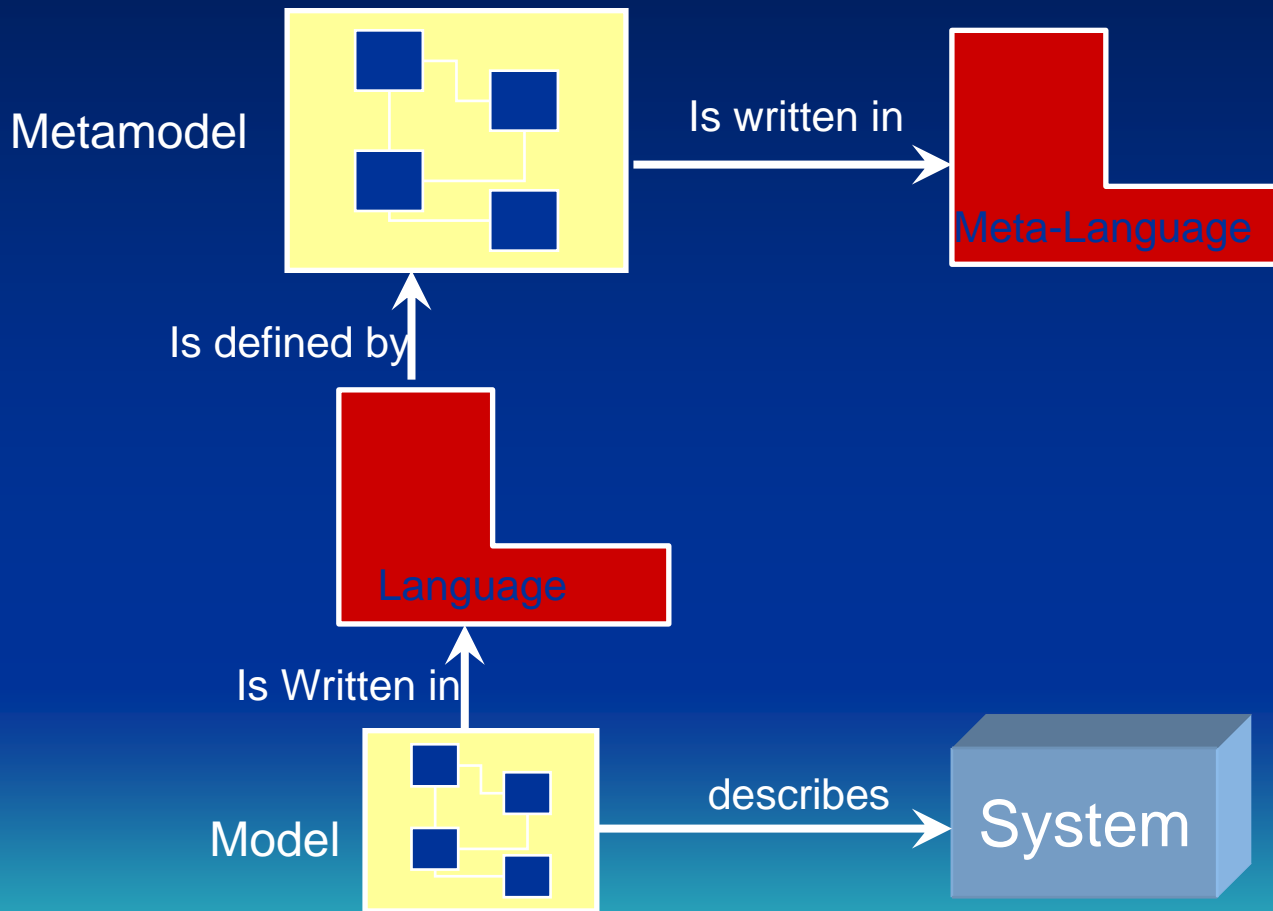 Metamodel
Is written in
Meta-Language
Is defined by
Language
Is Written in
Model
describes
System